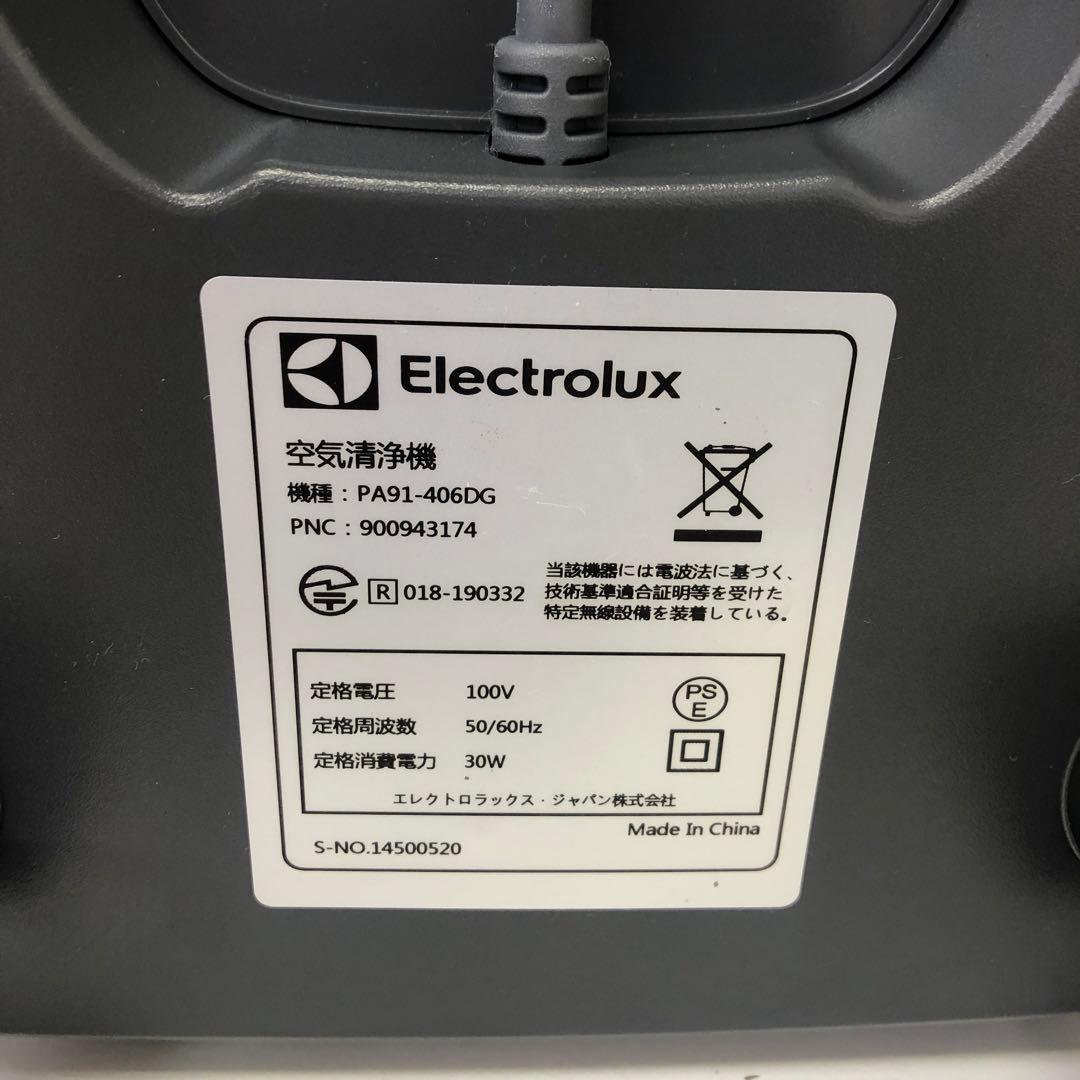 Electrolux
空気清浄機
機種：PA91-406DG
PNC：900943174
R 018-190332
当該機器には電波法に基づく、
技術基準適合証明等を受けた
特定無線設備を装着している。
定格電圧 100V
定格周波数 50/60Hz
定格消費電力 30W
PS
E
エレクトロラックス・ジャパン株式会社
Made In China
S-NO.14500520